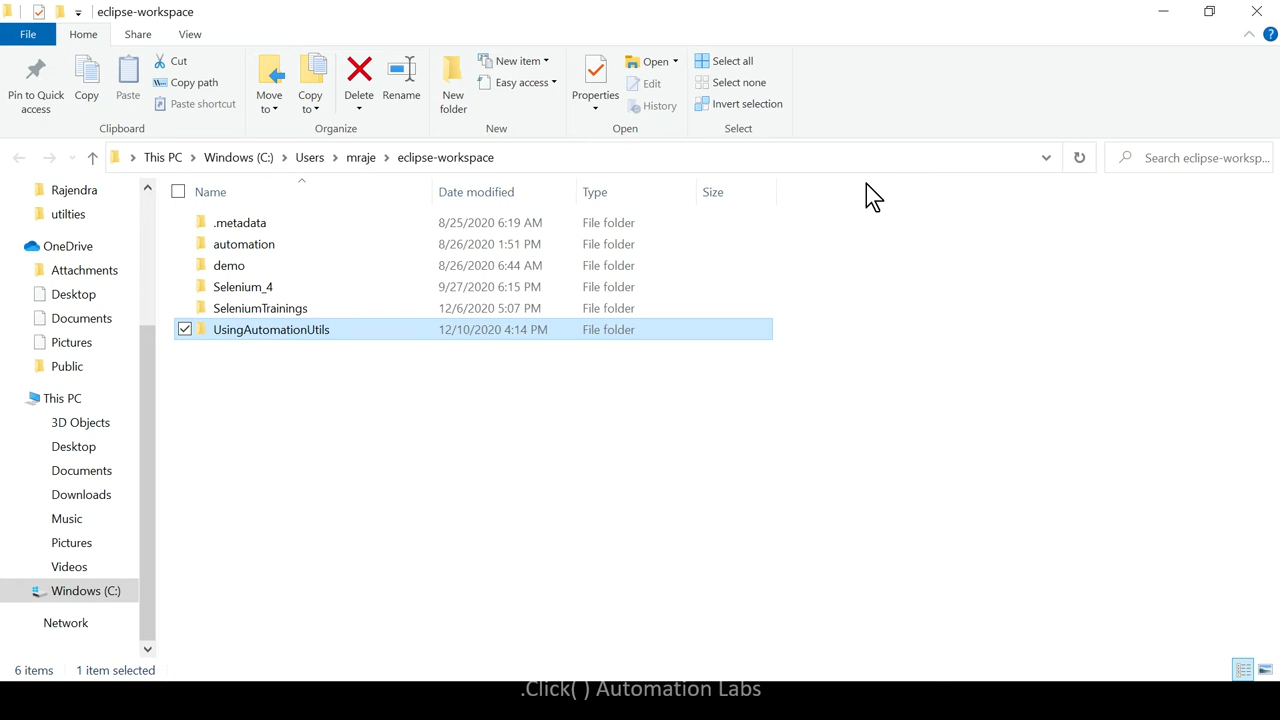 eclipse-workspace
File Home Share View
Pin to Quick access
Copy
Paste
Cut
Copy path
Paste shortcut
Clipboard
Move to
Copy to
Delete
Rename
Organize
New folder
New item
Easy access
New
Properties
Open
Edit
History
Open
Select all
Select none
Invert selection
Select
This PC > Windows (C:) > Users > mraje > eclipse-workspace
Search eclipse-worksp...
Rajendra
utilties
OneDrive
Attachments
Desktop
Documents
Pictures
Public
This PC
3D Objects
Desktop
Documents
Downloads
Music
Pictures
Videos
Windows (C:)
Network
Name Date modified Type Size
.metadata 8/25/2020 6:19 AM File folder
automation 8/26/2020 1:51 PM File folder
demo 8/26/2020 6:44 AM File folder
Selenium_4 9/27/2020 6:15 PM File folder
SeleniumTrainings 12/6/2020 5:07 PM File folder
UsingAutomationUtils 12/10/2020 4:14 PM File folder
6 items 1 item selected
.Click( ) Automation Labs